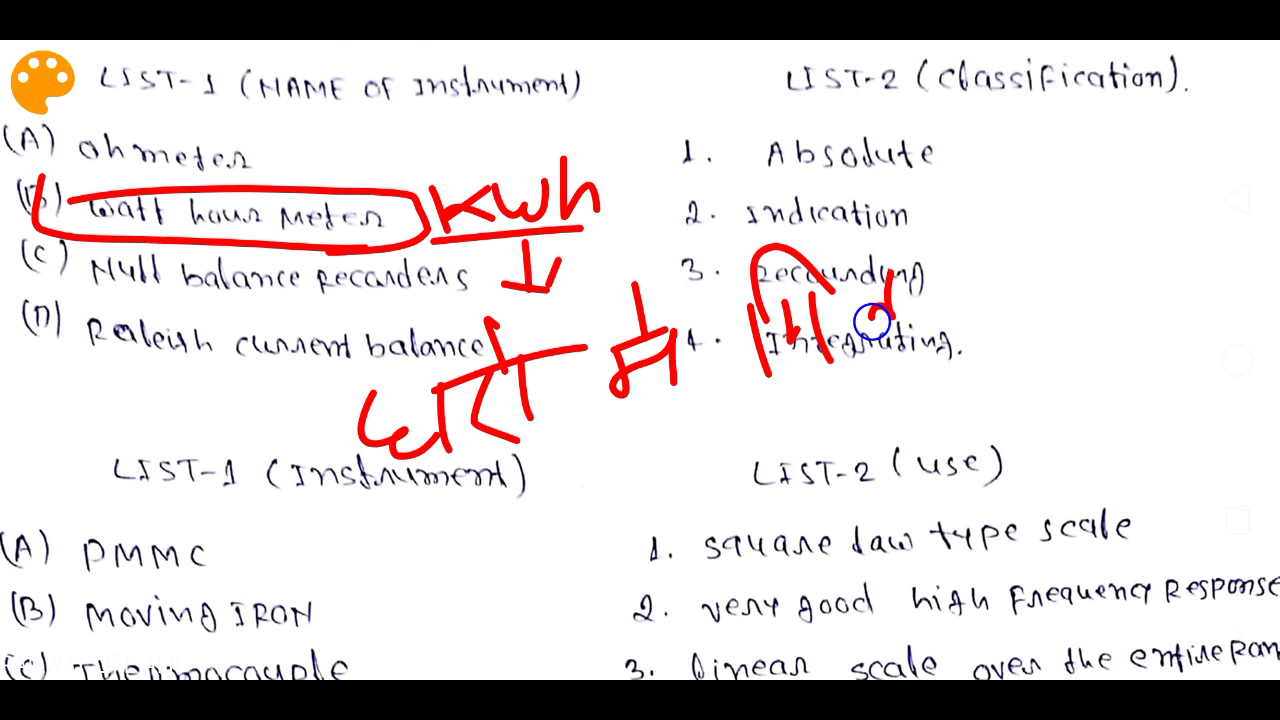 LIST-1 (NAME OF Instrument)
LIST-2 (classification).
(A) Ohmeter
1. Absolute
(B) Watt hour Meter
KWh
2. Indication
(C) Null balance Recorders
3. Recounding
(D) Raleigh current balance
4. Integrating.
LIST-1 (Instrument)
LIST-2 (use)
(A) PMMC
1. square law type scale
(B) Moving IRON
2. very good high Frequency Response
(C) Thermocouple
3. linear scale over the entire ran